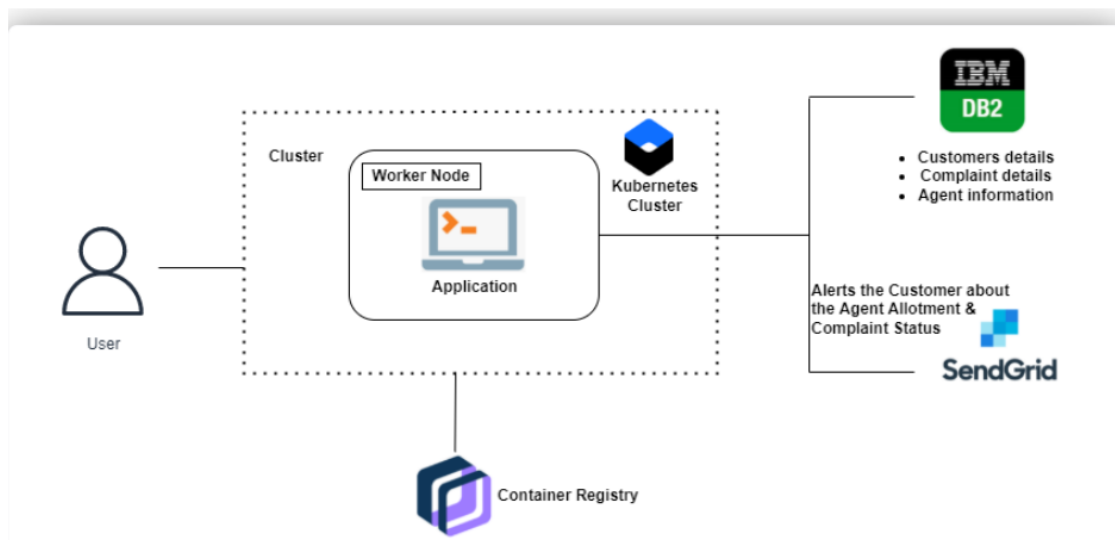 IBM
DB2
• Customers details
• Complaint details
• Agent information
Cluster
Worker Node
Kubernetes
Cluster
Application
User
Alerts the Customer about
the Agent Allotment &
Complaint Status
SendGrid
Container Registry